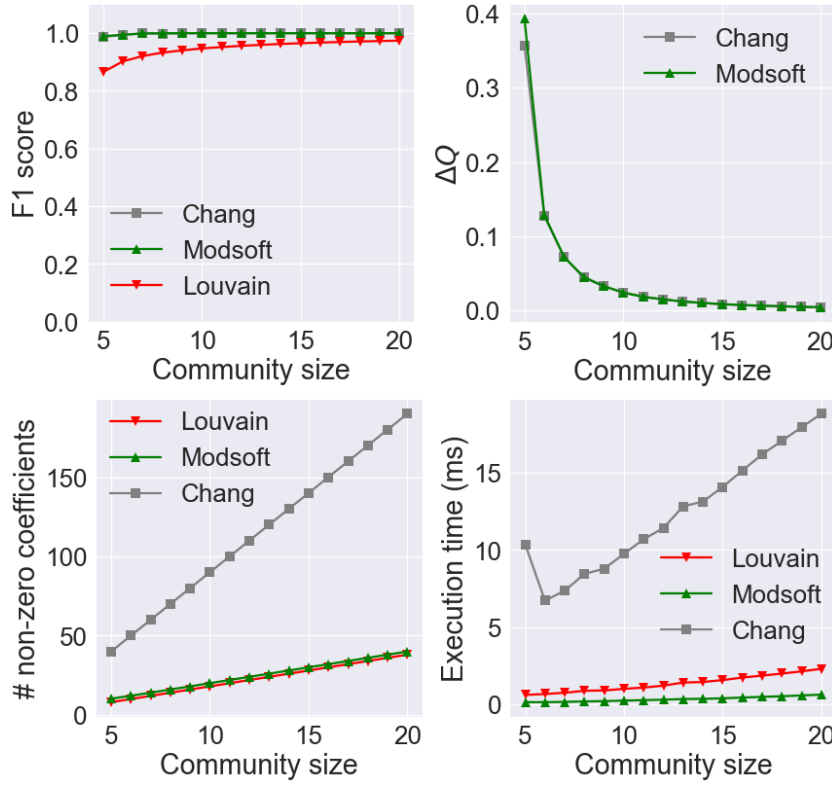 F1 score
1.0
0.8
0.6
0.4
0.2
0.0
Chang
Modsoft
Louvain
5 10 15 20
Community size
ΔQ
0.4
0.3
0.2
0.1
0.0
Chang
Modsoft
5 10 15 20
Community size
# non-zero coefficients
150
100
50
0
Louvain
Modsoft
Chang
5 10 15 20
Community size
Execution time (ms)
15
10
5
0
Louvain
Modsoft
Chang
5 10 15 20
Community size